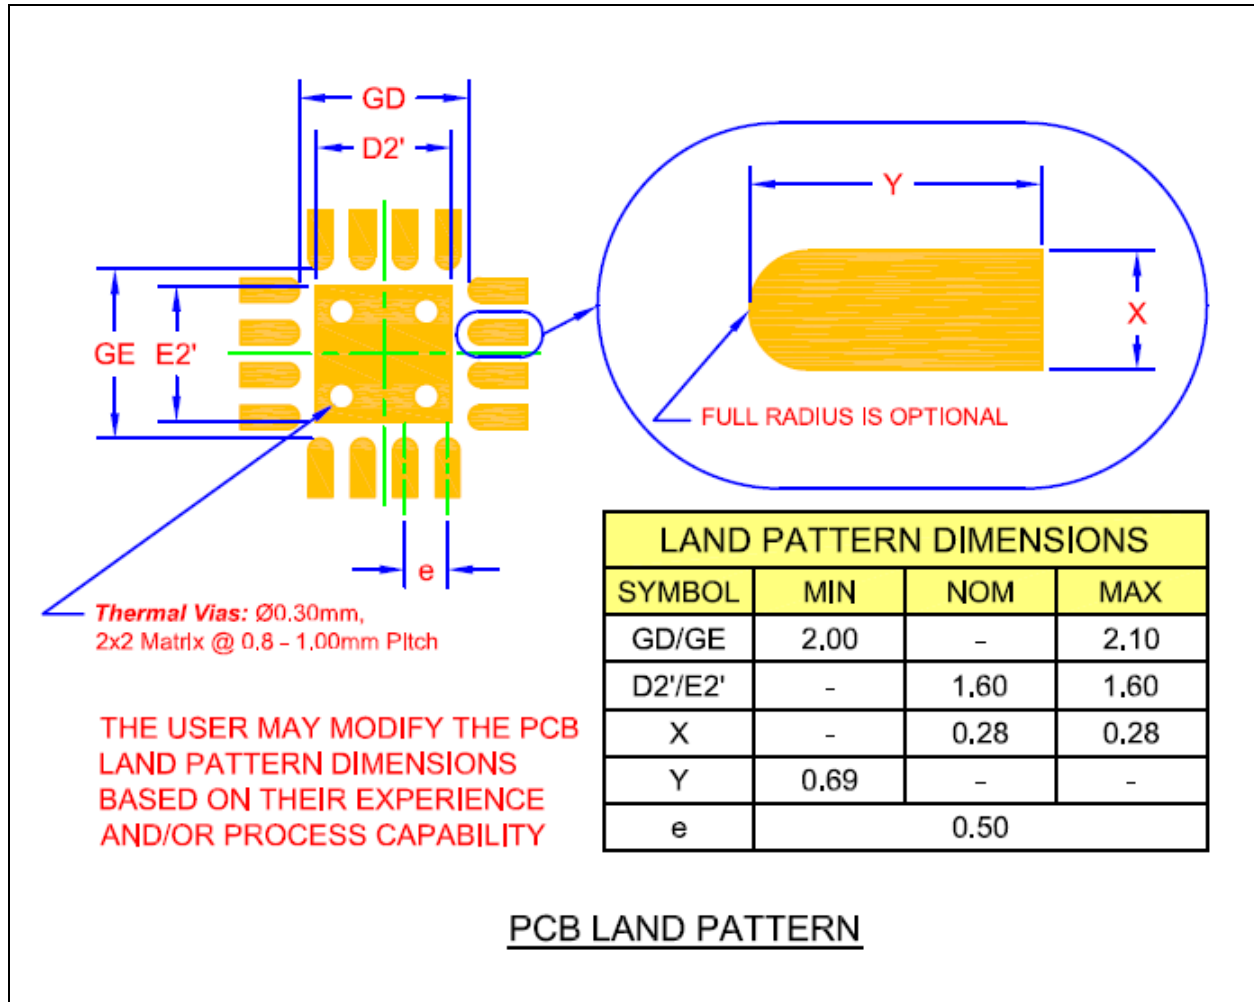 GD
D2'
Y
GE E2'
X
FULL RADIUS IS OPTIONAL
e
Thermal Vias: Ø0.30mm,
2x2 Matrix @ 0.8 – 1.00mm Pitch
THE USER MAY MODIFY THE PCB
LAND PATTERN DIMENSIONS
BASED ON THEIR EXPERIENCE
AND/OR PROCESS CAPABILITY
LAND PATTERN DIMENSIONS
SYMBOL MIN NOM MAX
GD/GE 2.00 - 2.10
D2'/E2' - 1.60 1.60
X - 0.28 0.28
Y 0.69 - -
e 0.50
PCB LAND PATTERN